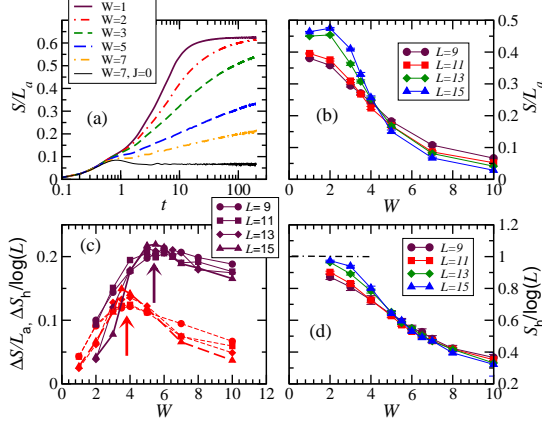 W=1
W=2
W=3
W=5
W=7
W=7, J=0
0.6
0.5
0.4
0.3
0.2
0.1
0
S/L_a
(a)
0.1
1
10
100
t
L=9
L=11
L=13
L=15
0.5
0.4
0.3
0.2
0.1
0
S/L_a
(b)
0
2
4
6
8
10
W
L= 9
L=11
L=13
L=15
(c)
0.2
0.1
0
ΔS/L_a, ΔS_h/log(L)
0
2
4
6
8
10
12
W
L=9
L=11
L=13
L=15
1.2
1
0.8
0.6
0.4
0.2
S_h/log(L)
(d)
0
2
4
6
8
10
W